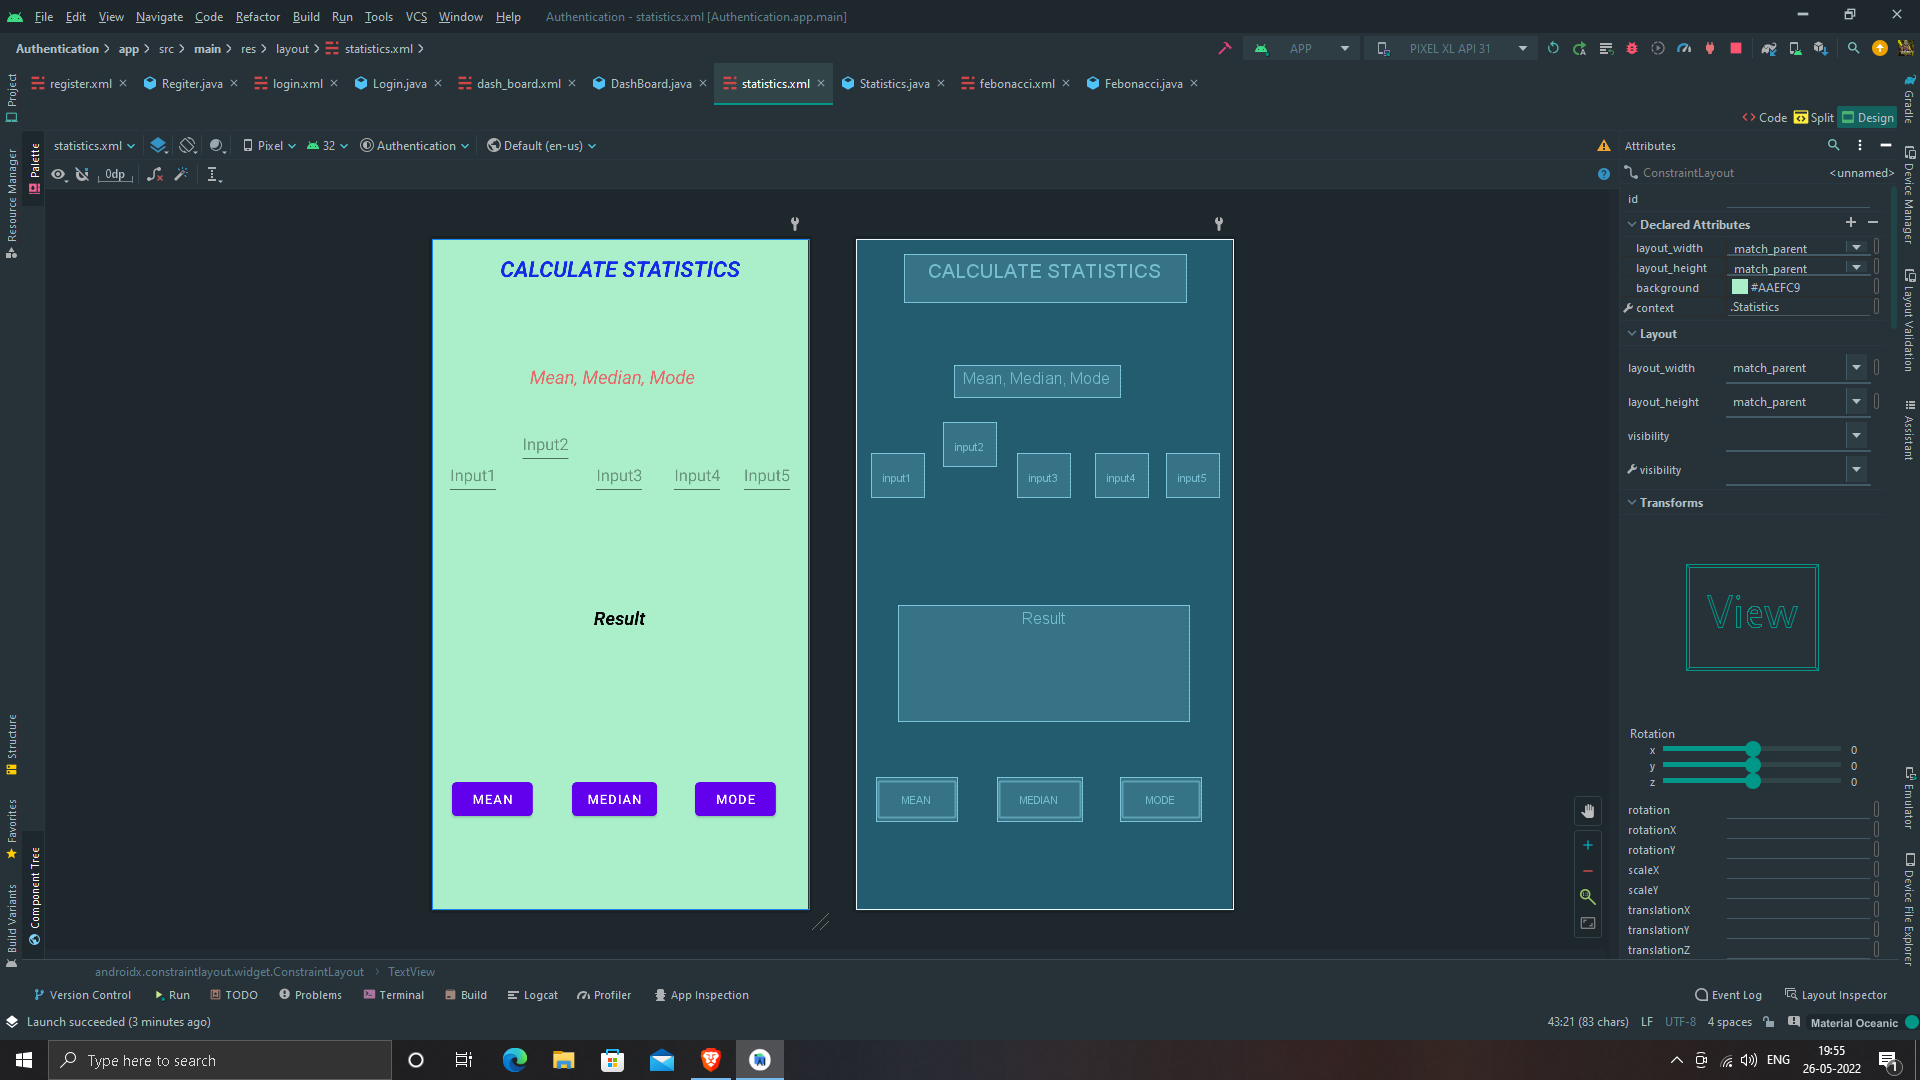 File Edit View Navigate Code Refactor Build Run Tools VCS Window Help Authentication - statistics.xml [Authentication.app.main]
Authentication app src main res layout statistics.xml APP PIXEL XL API 31
register.xml Regiter.java login.xml Login.java dash_board.xml DashBoard.java statistics.xml Statistics.java febonacci.xml Febonacci.java
Code Split Design
statistics.xml Pixel 32 Authentication Default (en-us)
0dp
Project
Resource Manager
Palette
Structure
Favorites
Build Variants
Component Tree
CALCULATE STATISTICS
Mean, Median, Mode
Input2
Input1 Input3 Input4 Input5
Result
MEAN MEDIAN MODE
CALCULATE STATISTICS
Mean, Median, Mode
input2
input1 input3 input4 input5
Result
MEAN MEDIAN MODE
Attributes
ConstraintLayout <unnamed>
id
Declared Attributes
layout_width match_parent
layout_height match_parent
background #AAEFC9
context .Statistics
Layout
layout_width match_parent
layout_height match_parent
visibility
visibility
Transforms
View
Rotation
x 0
y 0
z 0
rotation
rotationX
rotationY
scaleX
scaleY
translationX
translationY
translationZ
Gradle
Device Manager
Layout Validation
Assistant
Emulator
Device File Explorer
androidx.constraintlayout.widget.ConstraintLayout TextView
Version Control Run TODO Problems Terminal Build Logcat Profiler App Inspection Event Log Layout Inspector
Launch succeeded (3 minutes ago) 43:21 (83 chars) LF UTF-8 4 spaces Material Oceanic
Type here to search ENG 19:55
26-05-2022 1